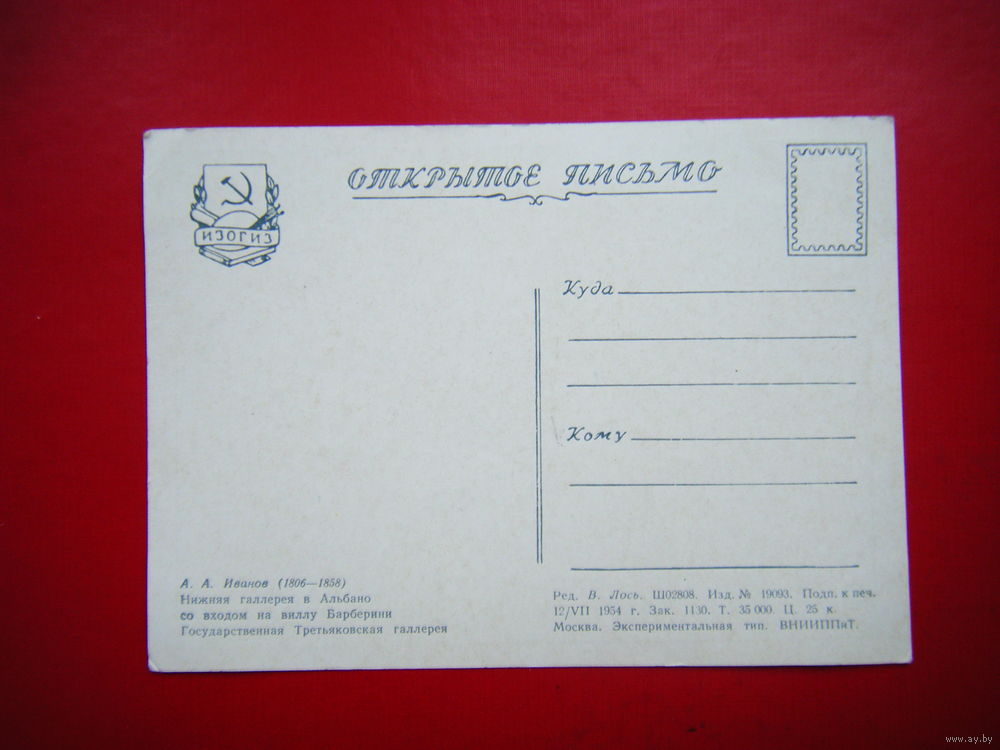 ОТКРЫТОЕ ПИСЬМО
ИЗОГИЗ
Куда
Кому
А. А. Иванов (1806—1858)
Нижняя галлерея в Альбано
со входом на виллу Барберини
Государственная Третьяковская галлерея
Ред. В. Лось. Ш02808. Изд. № 19093. Подп. к печ.
12/VII 1954 г. Зак. 1130. Т. 35 000. Ц. 25 к.
Москва. Экспериментальная тип. ВНИИППиТ.
www.ay.by